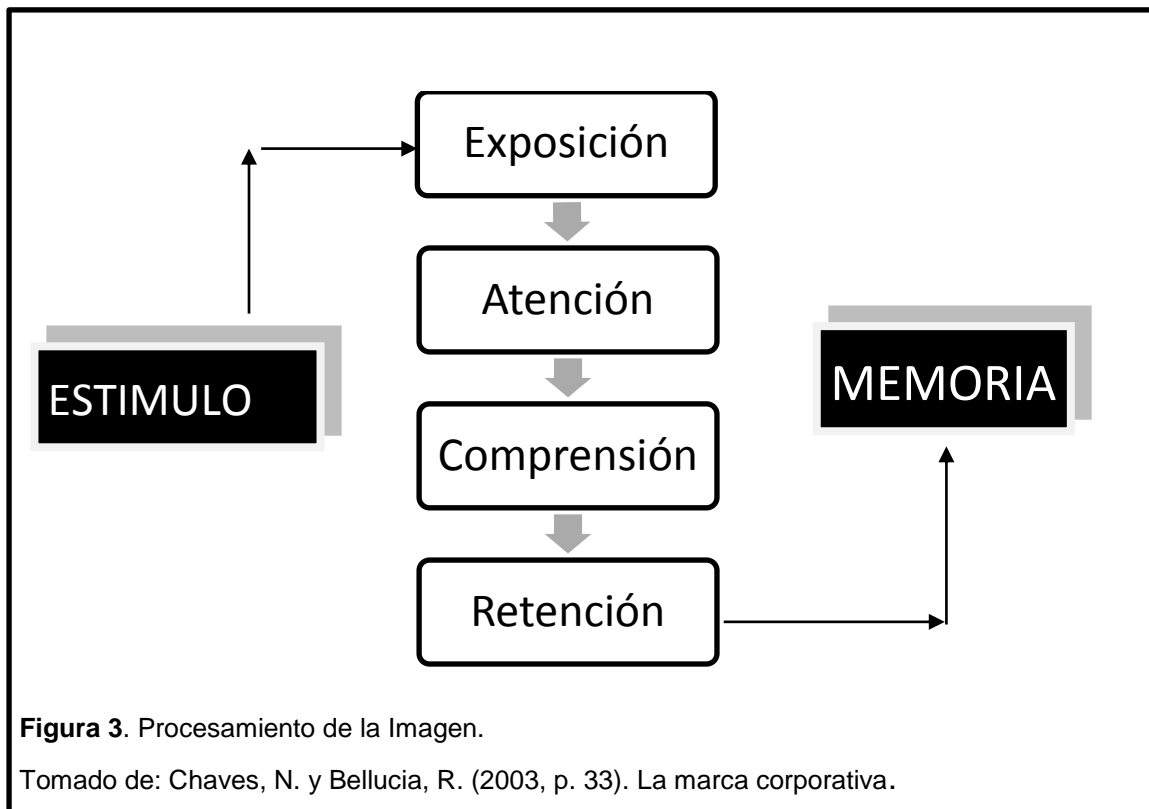 Exposición
Atención
ESTIMULO
MEMORIA
Comprensión
Retención
Figura 3. Procesamiento de la Imagen.
Tomado de: Chaves, N. y Bellucia, R. (2003, p. 33). La marca corporativa.